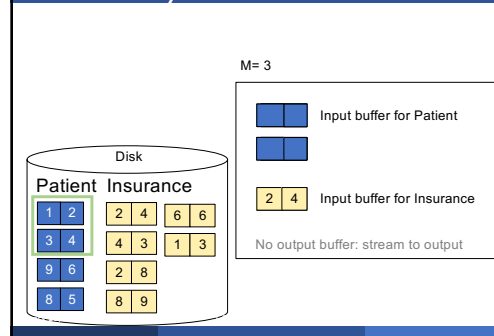 M= 3
Input buffer for Patient
Disk
Patient Insurance
1 2 2 4 6 6 2 4 Input buffer for Insurance
3 4 4 3 1 3
No output buffer: stream to output
9 6 2 8
8 5 8 9